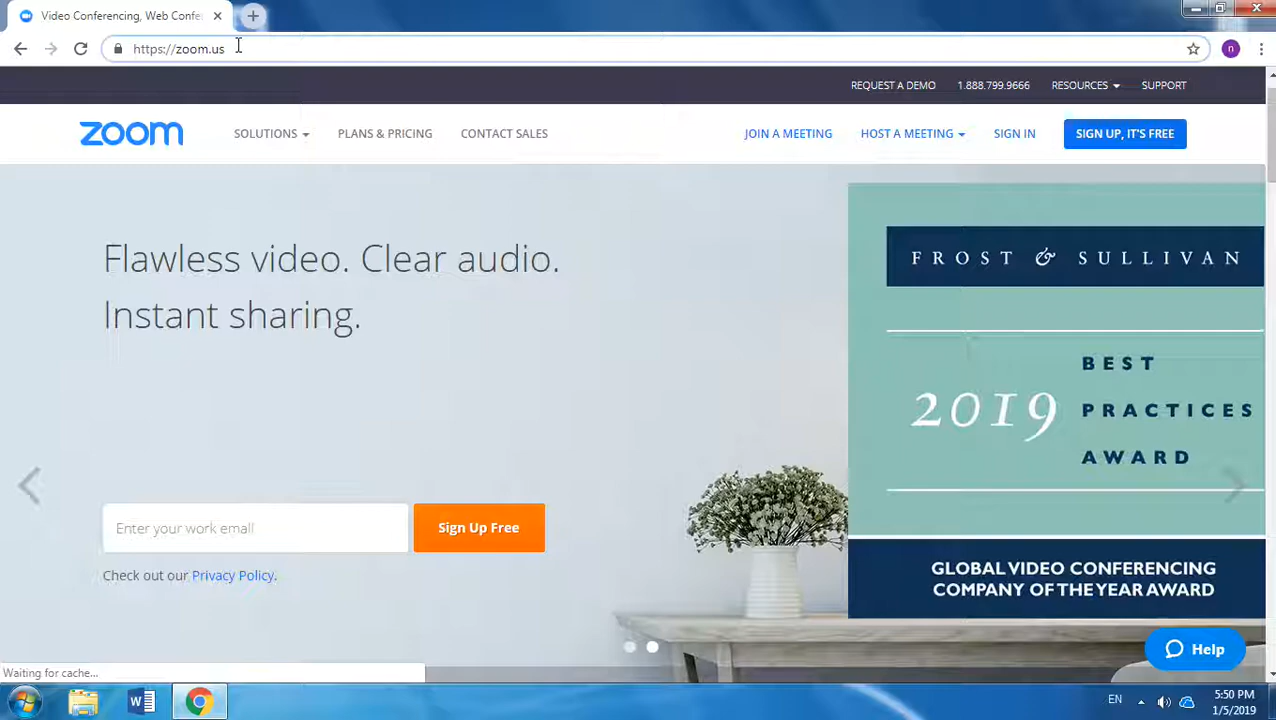 Video Conferencing, Web Confe
https://zoom.us
n
REQUEST A DEMO 1.888.799.9666 RESOURCES SUPPORT
zoom SOLUTIONS PLANS & PRICING CONTACT SALES JOIN A MEETING HOST A MEETING SIGN IN SIGN UP, IT'S FREE
Flawless video. Clear audio.
Instant sharing.
FROST & SULLIVAN
2019
BEST
PRACTICES
AWARD
Enter your work email
Sign Up Free
Check out our Privacy Policy.
GLOBAL VIDEO CONFERENCING
COMPANY OF THE YEAR AWARD
Help
Waiting for cache...
EN
5:50 PM
1/5/2019